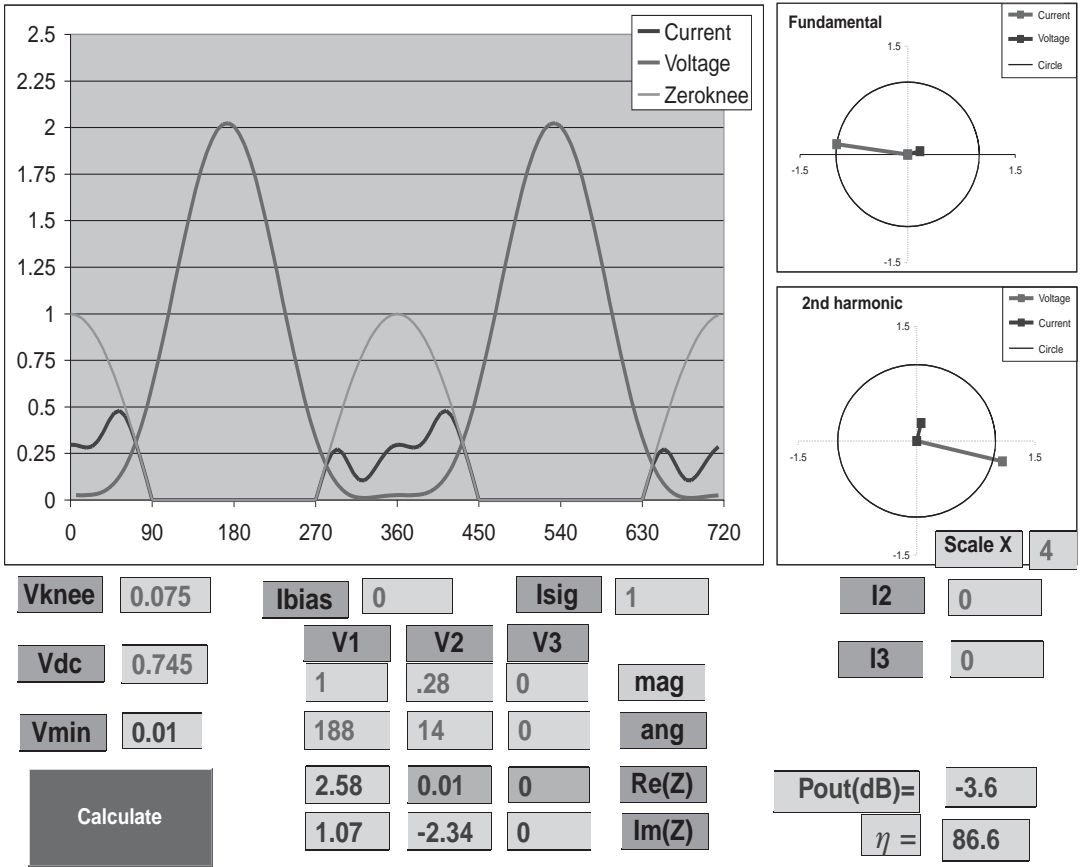 2.5
2.25
2
1.75
1.5
1.25
1
0.75
0.5
0.25
0
0 90 180 270 360 450 540 630 720
Current
Voltage
Zeroknee
Fundamental
Current
Voltage
Circle
1.5
-1.5 1.5
-1.5
2nd harmonic
Voltage
Current
Circle
1.5
-1.5 1.5
-1.5
Scale X 4
Vknee 0.075 Ibias 0 Isig 1 I2 0
V1 V2 V3
Vdc 0.745 1 .28 0 mag I3 0
Vmin 0.01 188 14 0 ang
Calculate
2.58 0.01 0 Re(Z) Pout(dB)= -3.6
1.07 -2.34 0 Im(Z) η = 86.6